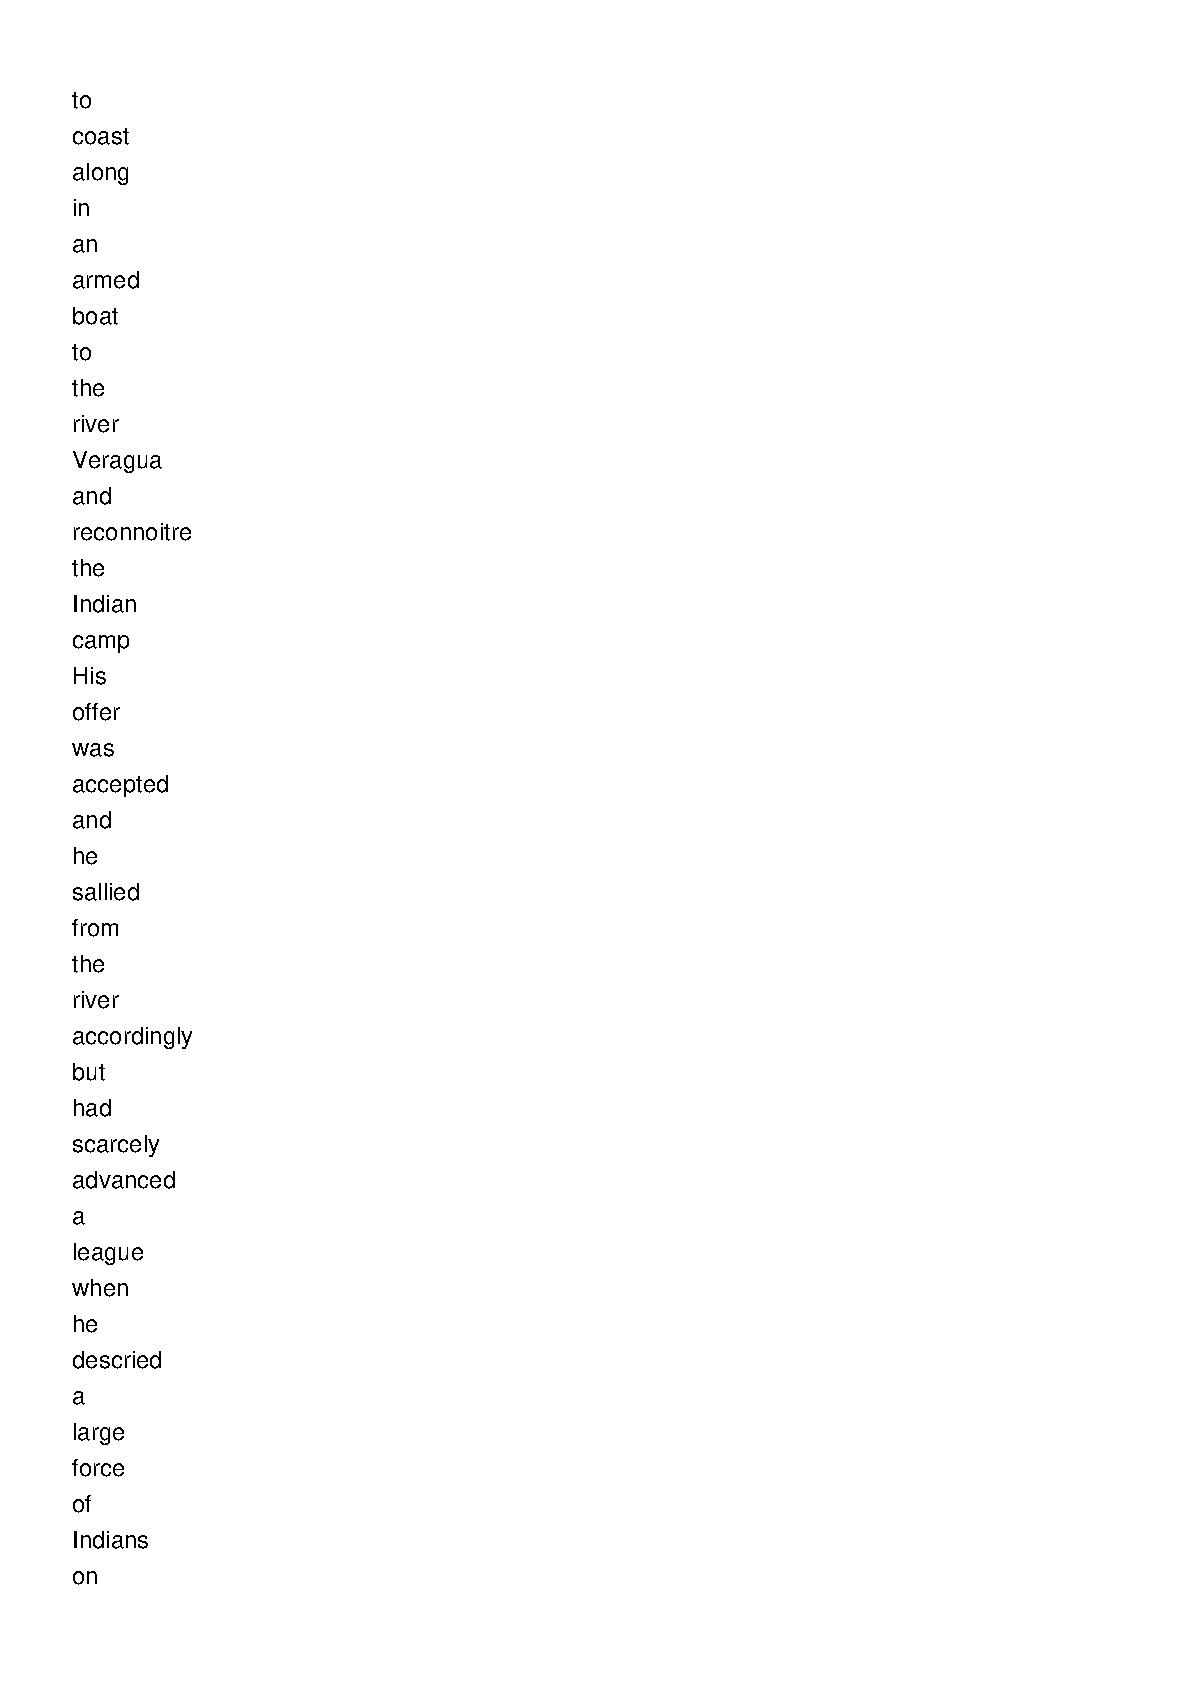 to
coast
along
in
an
armed
boat
to
the
river
Veragua
and
reconnoitre
the
Indian
camp
His
offer
was
accepted
and
he
sallied
from
the
river
accordingly
but
had
scarcely
advanced
a
league
when
he
descried
a
large
force
of
Indians
on